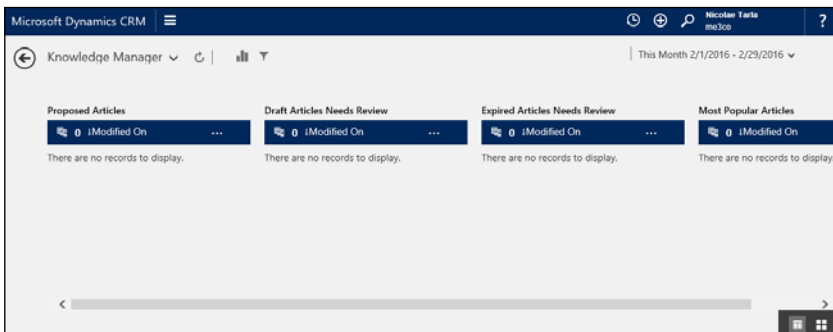 Microsoft Dynamics CRM
Nicolae Tarla
me3co
?
Knowledge Manager
This Month 2/1/2016 - 2/29/2016
Proposed Articles
Draft Articles Needs Review
Expired Articles Needs Review
Most Popular Articles
0 ↓Modified On ...
0 ↓Modified On ...
0 ↓Modified On ...
0 ↓Modified On
There are no records to display.
There are no records to display.
There are no records to display.
There are no records to display